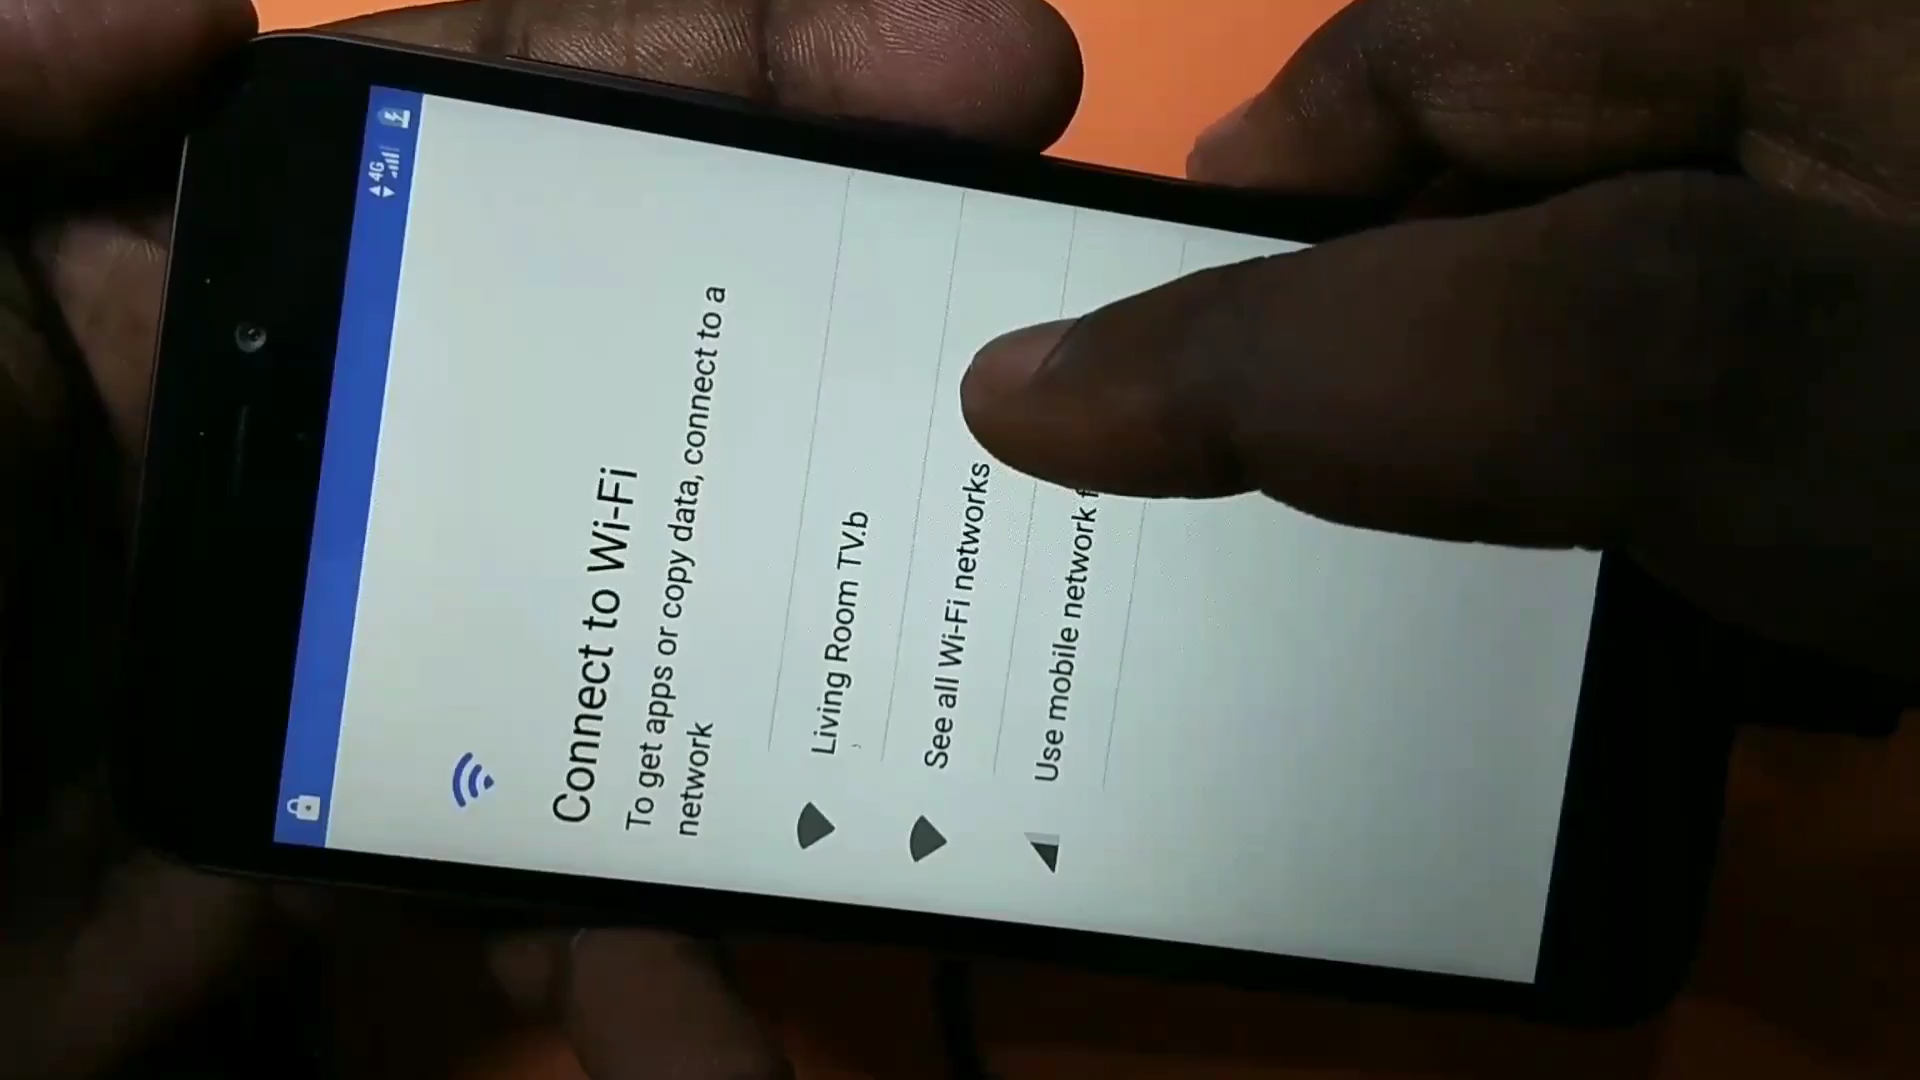 4G
Connect to Wi-Fi
To get apps or copy data, connect to a
network
Living Room TV.b
See all Wi-Fi networks
Use mobile network